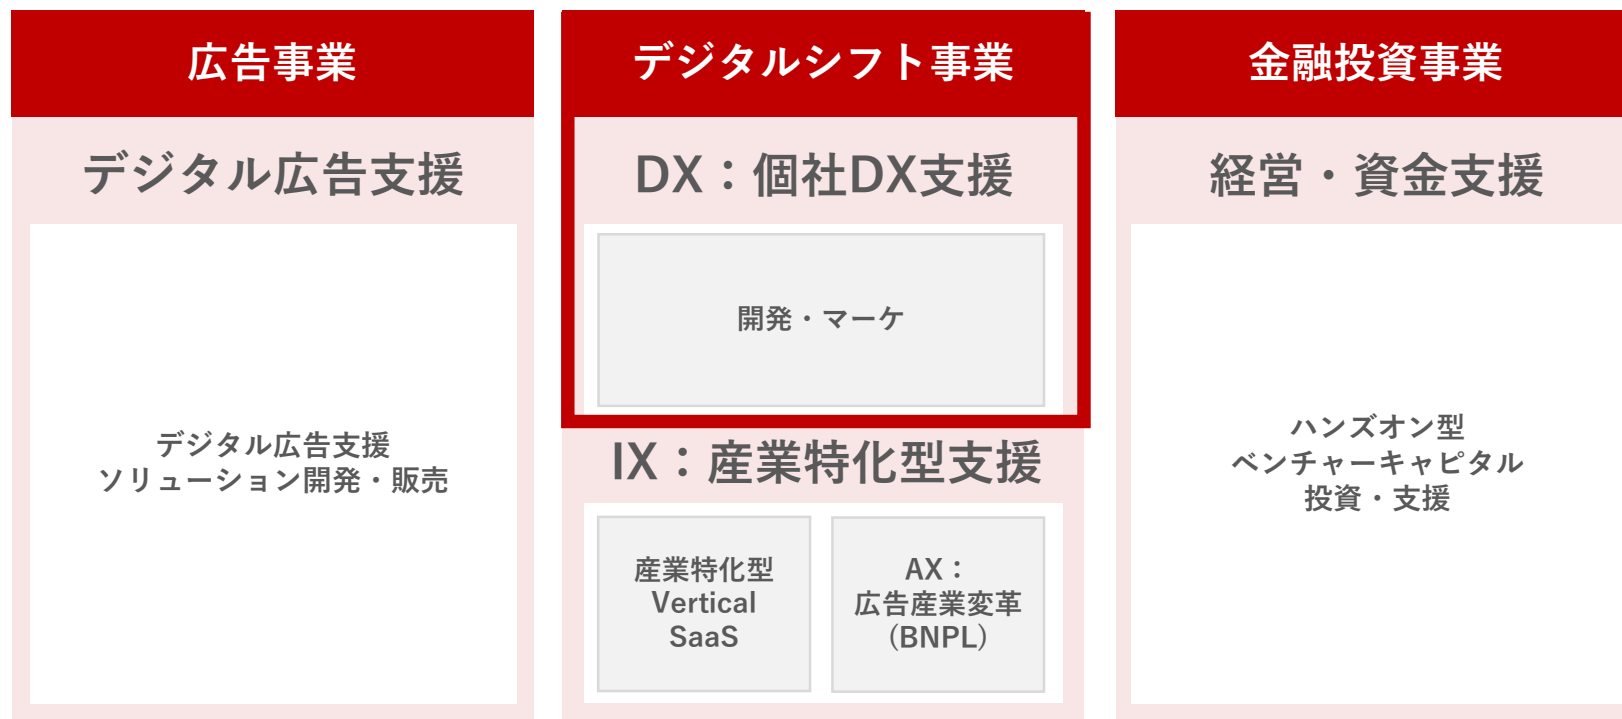 広告事業
デジタル広告支援
デジタル広告支援
ソリューション開発・販売
デジタルシフト事業
DX：個社DX支援
開発・マーケ
IX：産業特化型支援
産業特化型
Vertical
SaaS
AX：
広告産業変革
(BNPL)
金融投資事業
経営・資金支援
ハンズオン型
ベンチャーキャピタル
投資・支援